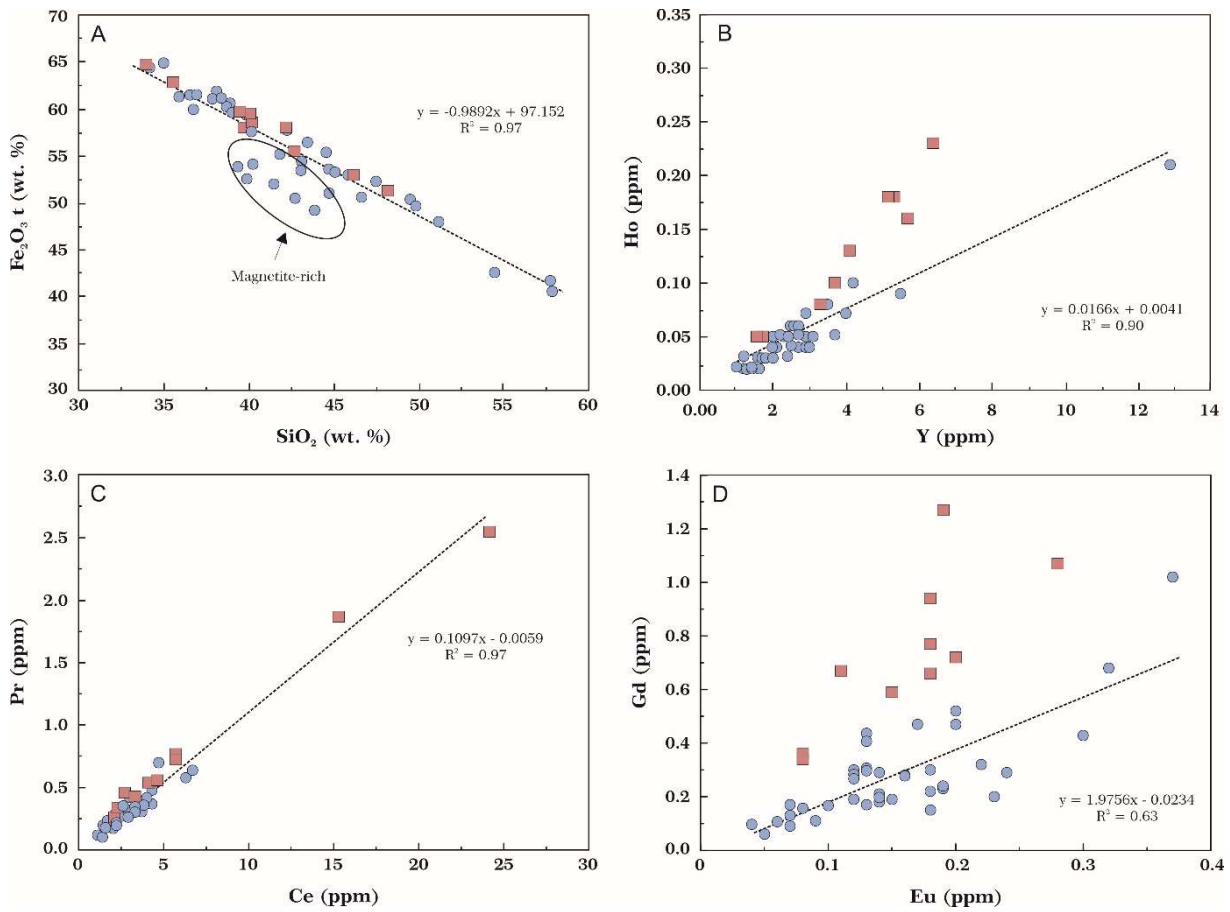 A
70
65
60
55
50
45
40
35
30
Fe₂O₃ t (wt. %)
y = -0.9892x + 97.152
R² = 0.97
Magnetite-rich
30
35
40
45
50
55
60
SiO₂ (wt. %)
B
0.35
0.30
0.25
0.20
0.15
0.10
0.05
0.00
Ho (ppm)
y = 0.0166x + 0.0041
R² = 0.90
0.00
2
4
6
8
10
12
14
Y (ppm)
C
3.0
2.5
2.0
1.5
1.0
0.5
0.0
Pr (ppm)
y = 0.1097x - 0.0059
R² = 0.97
0
5
10
15
20
25
30
Ce (ppm)
D
1.4
1.2
1.0
0.8
0.6
0.4
0.2
0.0
Gd (ppm)
y = 1.9756x - 0.0234
R² = 0.63
0
0.1
0.2
0.3
0.4
Eu (ppm)